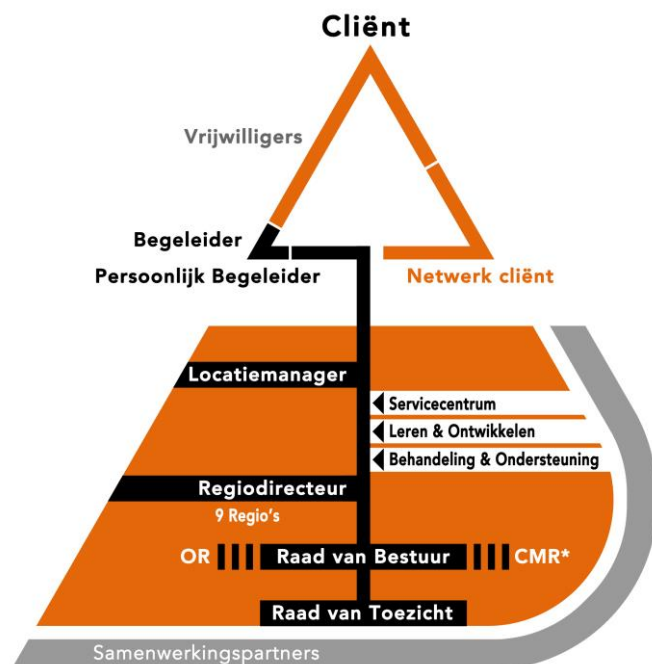 Cliënt
Vrijwilligers
Begeleider
Persoonlijk Begeleider
Netwerk cliënt
Locatiemanager
Servicecentrum
Leren & Ontwikkelen
Behandeling & Ondersteuning
Regiodirecteur
9 Regio's
OR
Raad van Bestuur
CMR*
Raad van Toezicht
Samenwerkingspartners